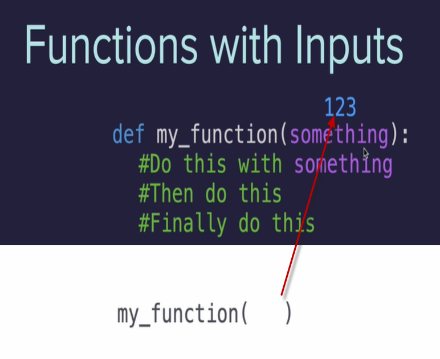 Functions with Inputs
123
def my_function(something):
#Do this with something
#Then do this
#Finally do this
my_function(   )